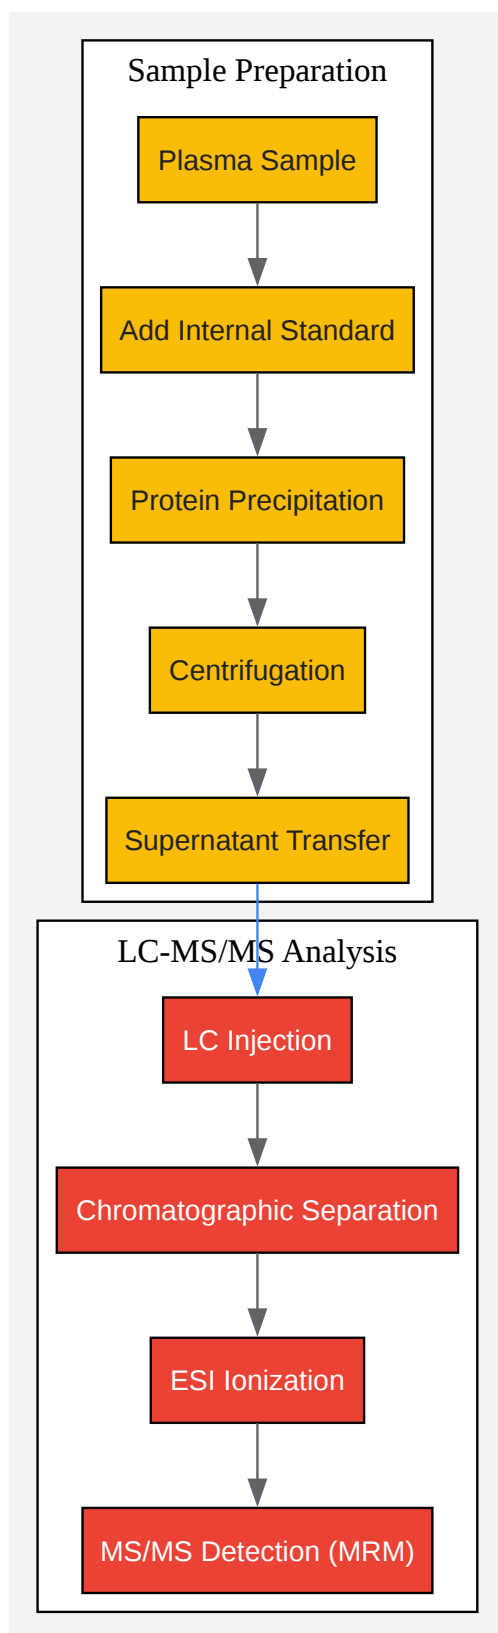 Sample Preparation
Plasma Sample
Add Internal Standard
Protein Precipitation
Centrifugation
Supernatant Transfer
LC-MS/MS Analysis
LC Injection
Chromatographic Separation
ESI Ionization
MS/MS Detection (MRM)